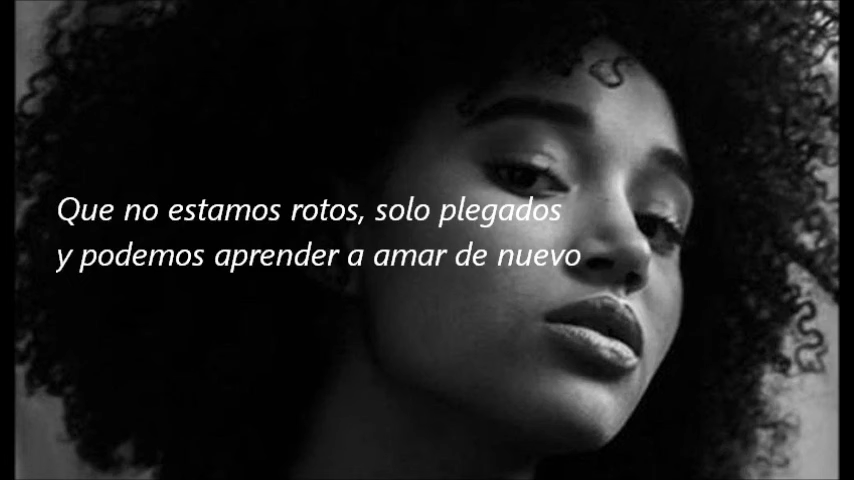 Que no estamos rotos, solo plegados
y podemos aprender a amar de nuevo